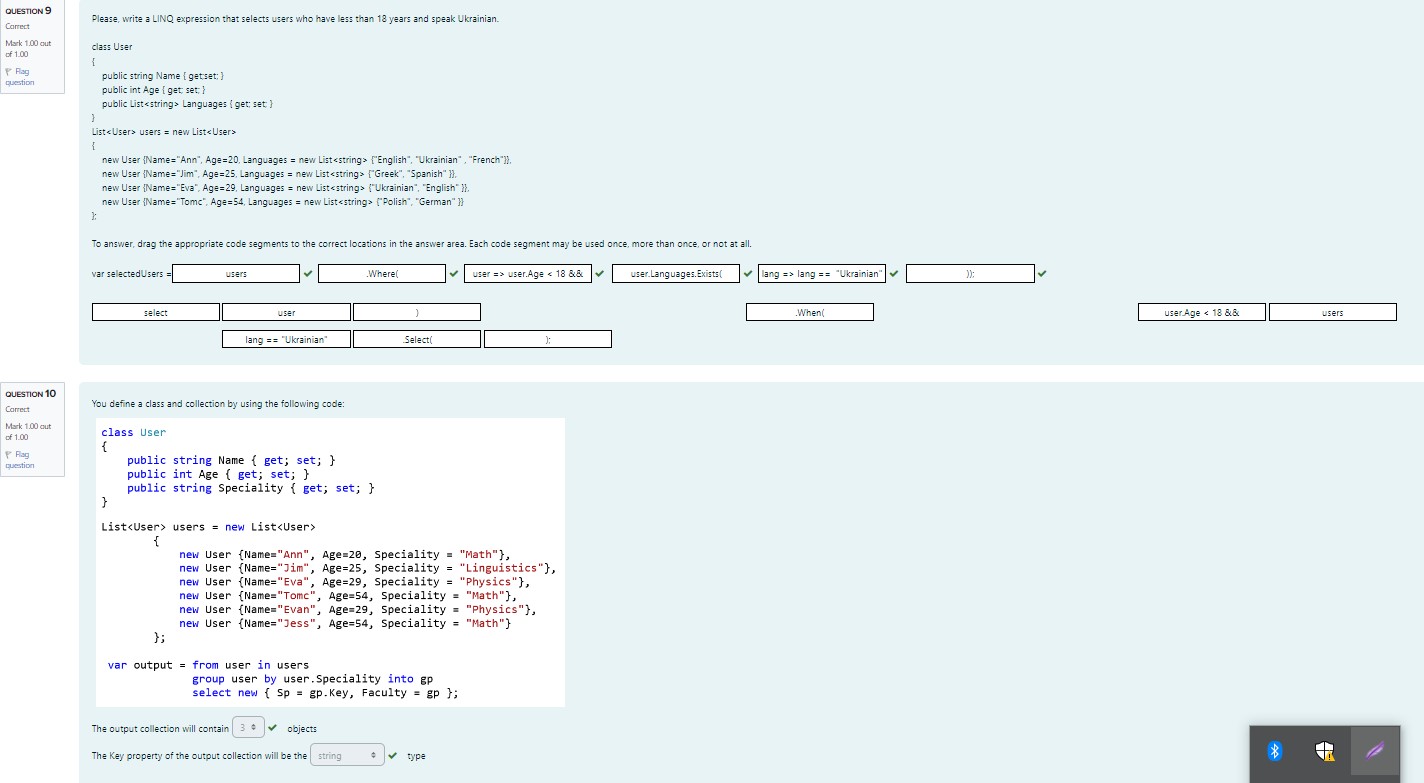 QUESTION 9
Correct
Mark 1.00 out
of 1.00
Flag
question
Please, write a LINQ expression that selects users who have less than 18 years and speak Ukrainian.
class User
{
public string Name { get;set; }
public int Age { get; set; }
public List<string> Languages { get; set; }
}
List<User> users = new List<User>
{
new User {Name="Ann", Age=20, Languages = new List<string> {"English", "Ukrainian" , "French"}},
new User {Name="Jim", Age=25, Languages = new List<string> {"Greek", "Spanish" }},
new User {Name="Eva", Age=29, Languages = new List<string> {"Ukrainian", "English" }},
new User {Name="Tomc", Age=54, Languages = new List<string> {"Polish", "German" }}
};
To answer, drag the appropriate code segments to the correct locations in the answer area. Each code segment may be used once, more than once, or not at all.
var selectedUsers = users .Where( user => user.Age < 18 && user.Languages.Exists( lang => lang == "Ukrainian" ));
select user ) .When( user.Age < 18 && users
lang == "Ukrainian" .Select( );
QUESTION 10
Correct
Mark 1.00 out
of 1.00
Flag
question
You define a class and collection by using the following code:
class User
{
public string Name { get; set; }
public int Age { get; set; }
public string Speciality { get; set; }
}
List<User> users = new List<User>
{
new User {Name="Ann", Age=20, Speciality = "Math"},
new User {Name="Jim", Age=25, Speciality = "Linguistics"},
new User {Name="Eva", Age=29, Speciality = "Physics"},
new User {Name="Tomc", Age=54, Speciality = "Math"},
new User {Name="Evan", Age=29, Speciality = "Physics"},
new User {Name="Jess", Age=54, Speciality = "Math"}
};
var output = from user in users
group user by user.Speciality into gp
select new { Sp = gp.Key, Faculty = gp };
The output collection will contain 3 objects
The Key property of the output collection will be the string type